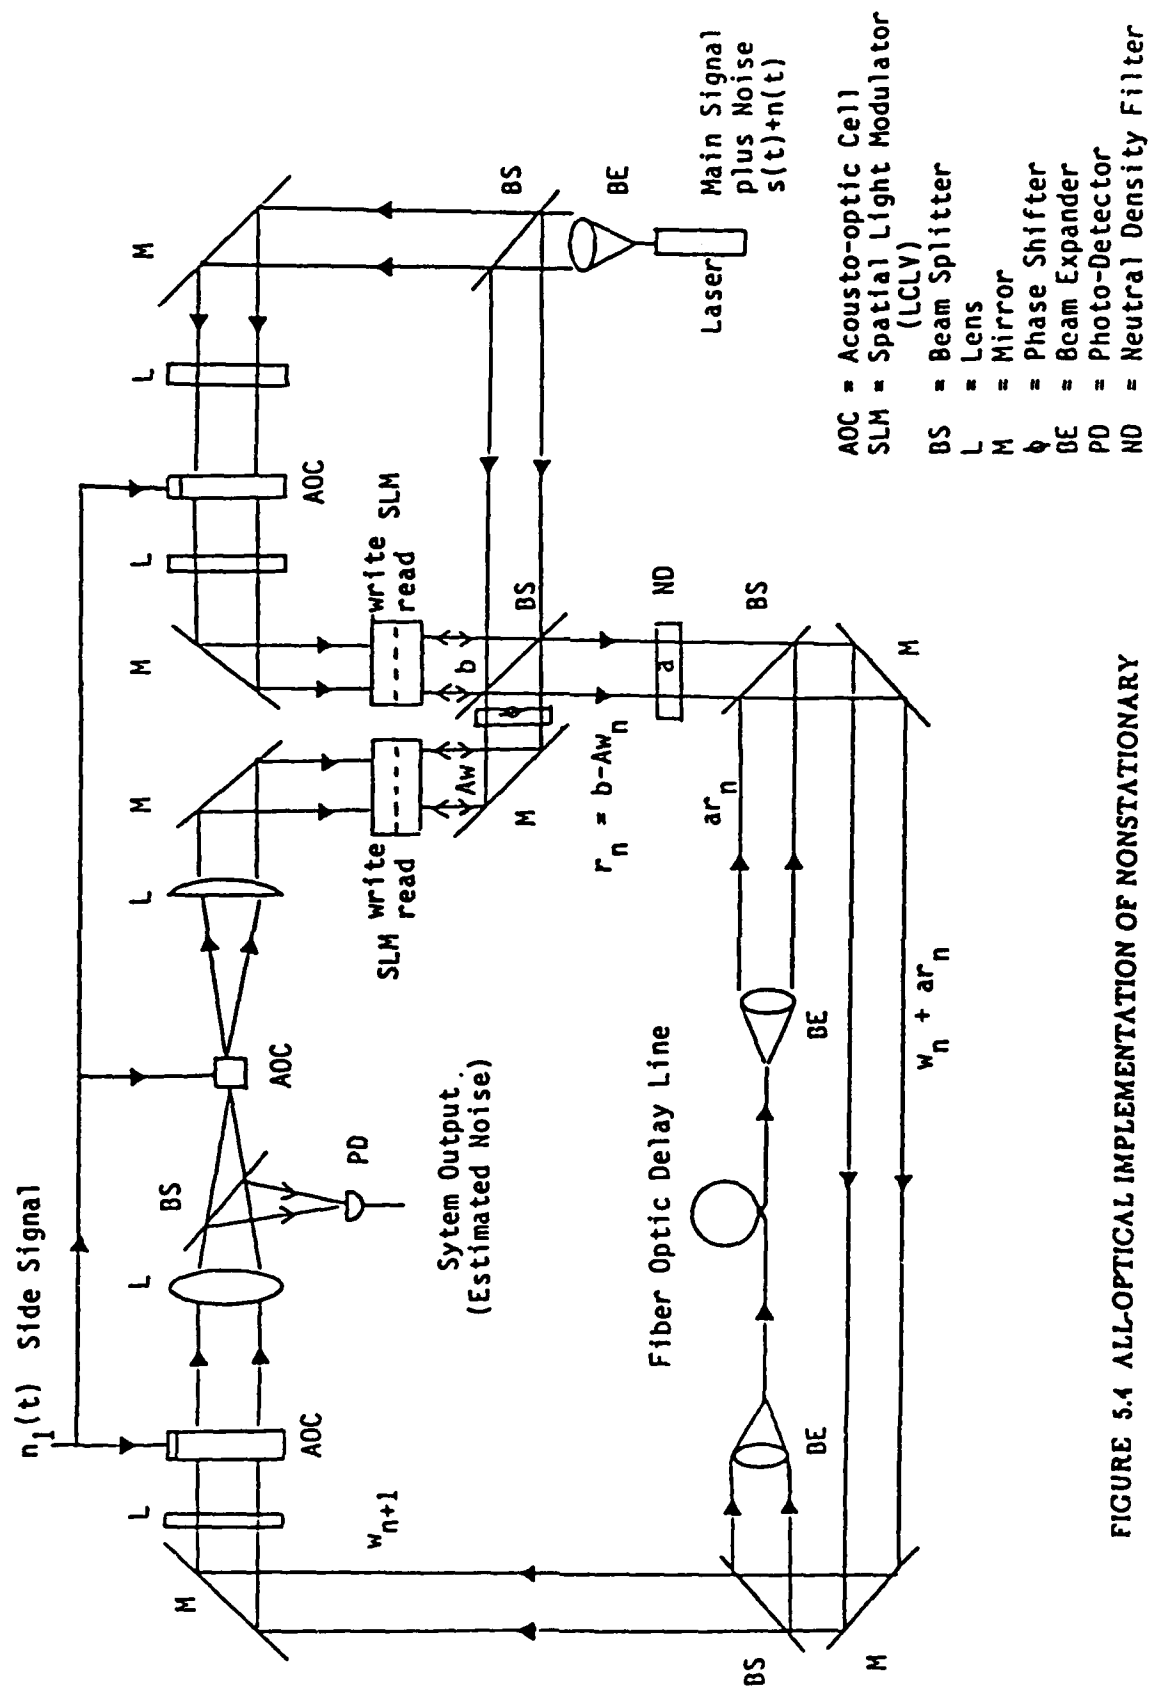 n1(t) Side Signal
M
L
AOC
L
BS
PD
AOC
L
M
M
L
AOC
L
M
Sytem Output
(Estimated Noise)
SLM write
read
write SLM
read
Aw
b
ϕ
M
BS
BS
BE
Laser
Main Signal
plus Noise
s(t)+n(t)
wn+1
rn = b-Awn
a
ND
Fiber Optic Delay Line
arn
BS
BE
BE
BS
wn + arn
M
M
AOC = Acousto-optic Cell
SLM = Spatial Light Modulator
(LCLV)
BS = Beam Splitter
L = Lens
M = Mirror
ϕ = Phase Shifter
BE = Beam Expander
PD = Photo-Detector
ND = Neutral Density Filter
FIGURE 5.4 ALL-OPTICAL IMPLEMENTATION OF NONSTATIONARY